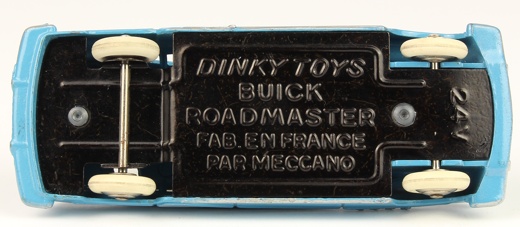 DINKY TOYS
BUICK
ROADMASTER
FAB. EN FRANCE
PAR MECCANO
24V